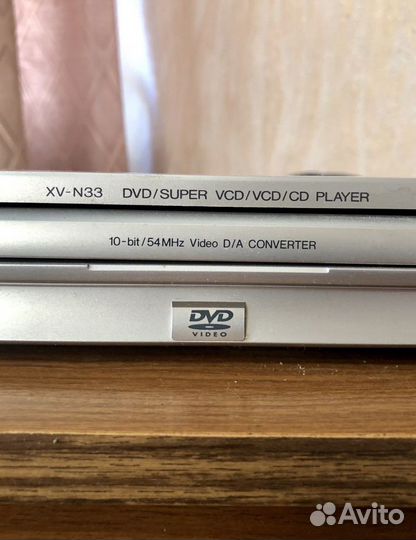 XV-N33 DVD/SUPER VCD/VCD/CD PLAYER
10-bit/54MHz Video D/A CONVERTER
DVD
VIDEO
Avito